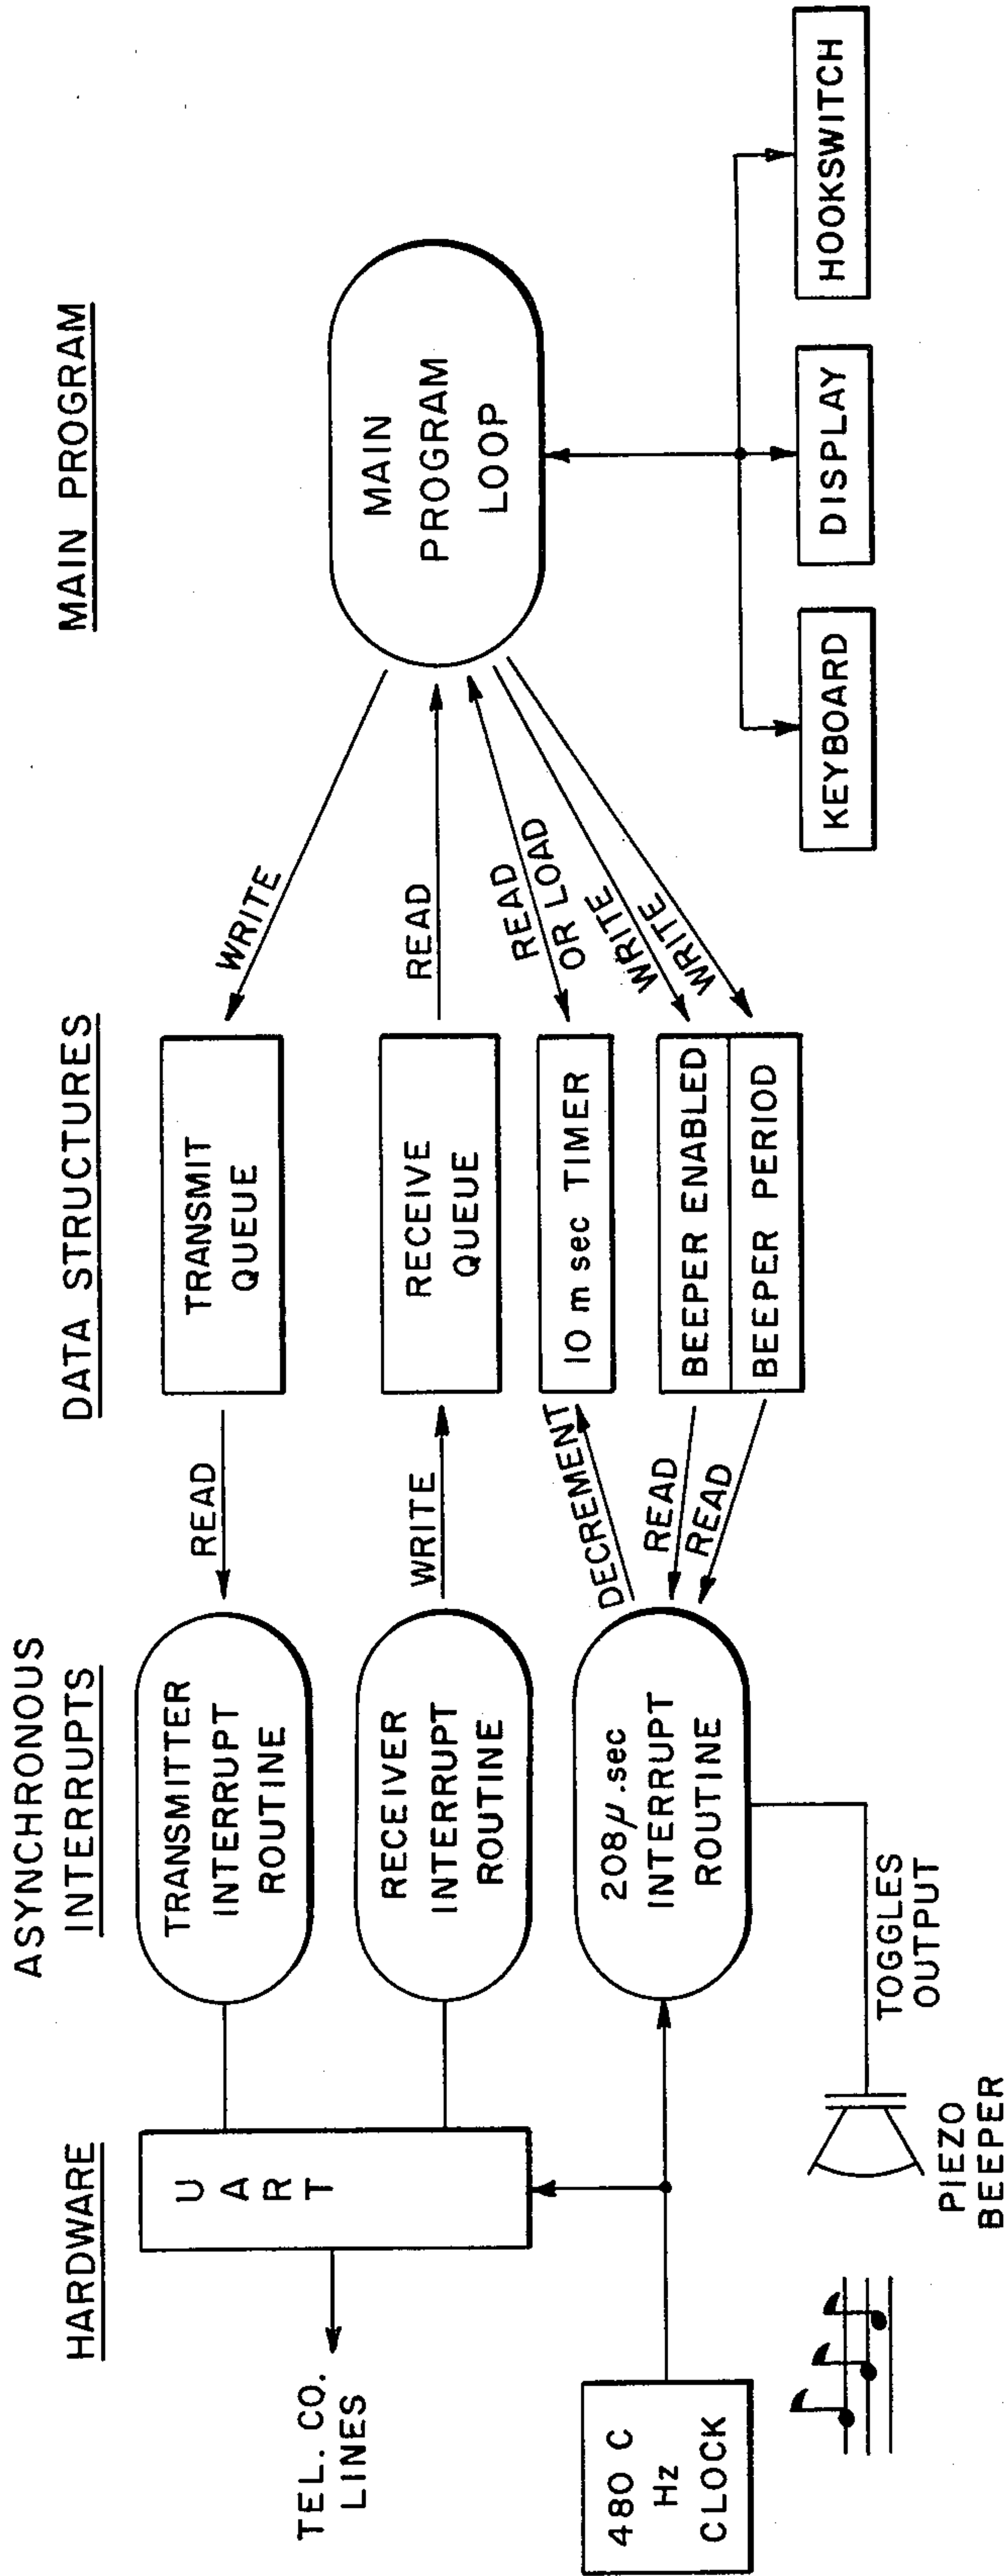 HARDWARE
ASYNCHRONOUS
INTERRUPTS
DATA STRUCTURES
MAIN PROGRAM
TEL. CO.
LINES
U
A
R
T
480 C
Hz
CLOCK
TRANSMITTER
INTERRUPT
ROUTINE
RECEIVER
INTERRUPT
ROUTINE
208μ.sec
INTERRUPT
ROUTINE
TOGGLES
OUTPUT
PIEZO
BEEPER
READ
WRITE
DECREMENT
READ
READ
TRANSMIT
QUEUE
RECEIVE
QUEUE
10 m sec TIMER
BEEPER ENABLED
BEEPER PERIOD
WRITE
READ
READ
OR LOAD
WRITE
WRITE
MAIN
PROGRAM
LOOP
KEYBOARD
DISPLAY
HOOKSWITCH